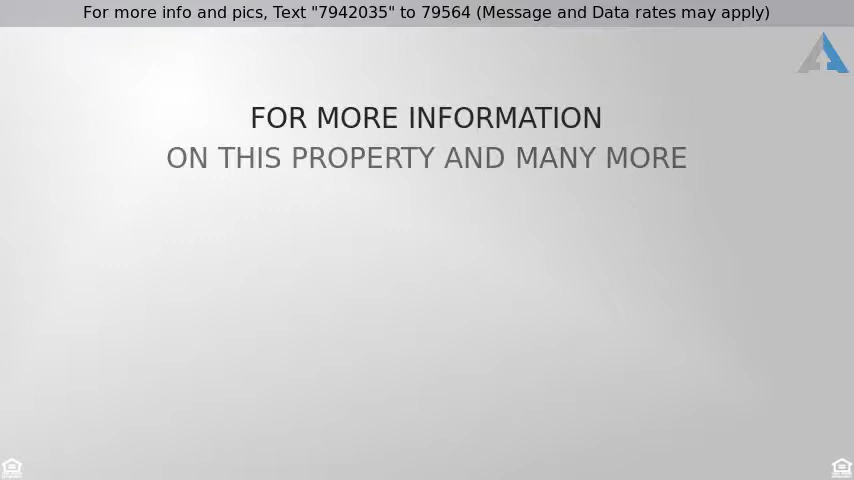 For more info and pics, Text "7942035" to 79564 (Message and Data rates may apply)
FOR MORE INFORMATION
ON THIS PROPERTY AND MANY MORE